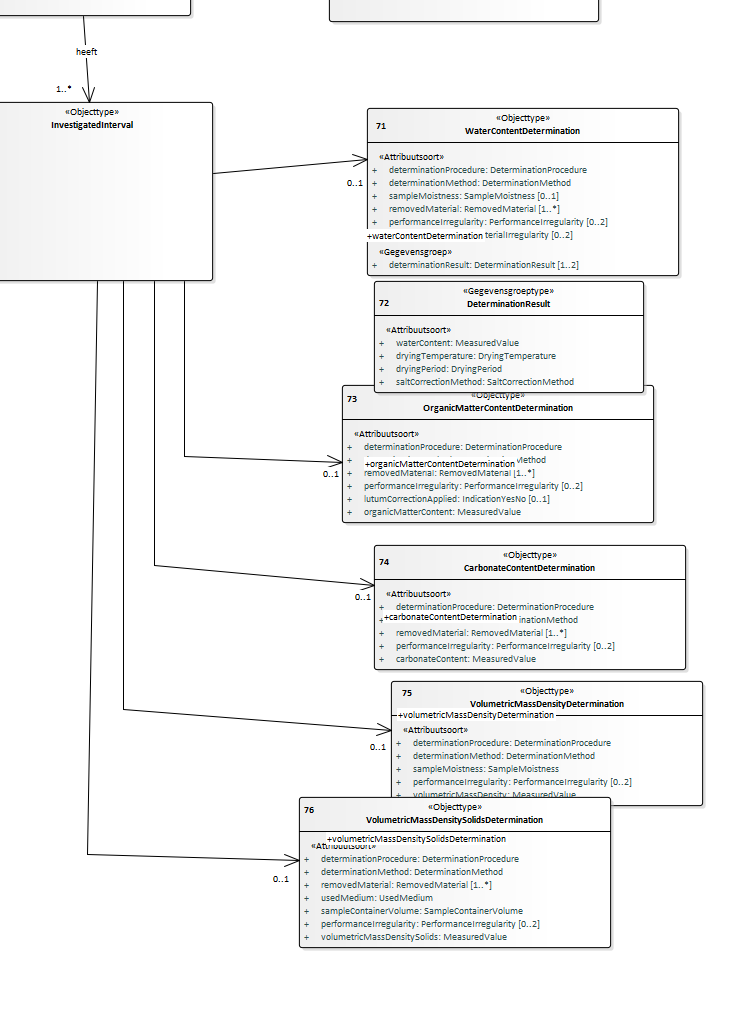 heeft
1..*
«Objecttype»
InvestigatedInterval
71
«Objecttype»
WaterContentDetermination
«Attribuutsoort»
+ determinationProcedure: DeterminationProcedure
+ determinationMethod: DeterminationMethod
+ sampleMoistness: SampleMoistness [0..1]
+ removedMaterial: RemovedMaterial [1..*]
+ performanceIrregularity: PerformanceIrregularity [0..2]
+waterContentDetermination terialIrregularity [0..2]
0..1
«Gegevensgroep»
+ determinationResult: DeterminationResult [1..2]
72
«Gegevensgroeptype»
DeterminationResult
«Attribuutsoort»
+ waterContent: MeasuredValue
+ dryingTemperature: DryingTemperature
+ dryingPeriod: DryingPeriod
+ saltCorrectionMethod: SaltCorrectionMethod
73
«Objecttype»
OrganicMatterContentDetermination
«Attribuutsoort»
+ determinationProcedure: DeterminationProcedure
+ Method
+organicMatterContentDetermination
0..1
+ removedMaterial: RemovedMaterial [1..*]
+ performanceIrregularity: PerformanceIrregularity [0..2]
+ lutumCorrectionApplied: IndicationYesNo [0..1]
+ organicMatterContent: MeasuredValue
74
«Objecttype»
CarbonateContentDetermination
«Attribuutsoort»
+ determinationProcedure: DeterminationProcedure
0..1
+carbonateContentDetermination inationMethod
+ removedMaterial: RemovedMaterial [1..*]
+ performanceIrregularity: PerformanceIrregularity [0..2]
+ carbonateContent: MeasuredValue
75
«Objecttype»
VolumetricMassDensityDetermination
+volumetricMassDensityDetermination
«Attribuutsoort»
+ determinationProcedure: DeterminationProcedure
0..1
+ determinationMethod: DeterminationMethod
+ sampleMoistness: SampleMoistness
+ performanceIrregularity: PerformanceIrregularity [0..2]
+ volumetricMassDensity: MeasuredValue
76
«Objecttype»
VolumetricMassDensitySolidsDetermination
+volumetricMassDensitySolidsDetermination
«Attribuutsoort»
+ determinationProcedure: DeterminationProcedure
0..1
+ determinationMethod: DeterminationMethod
+ removedMaterial: RemovedMaterial [1..*]
+ usedMedium: UsedMedium
+ sampleContainerVolume: SampleContainerVolume
+ performanceIrregularity: PerformanceIrregularity [0..2]
+ volumetricMassDensitySolids: MeasuredValue